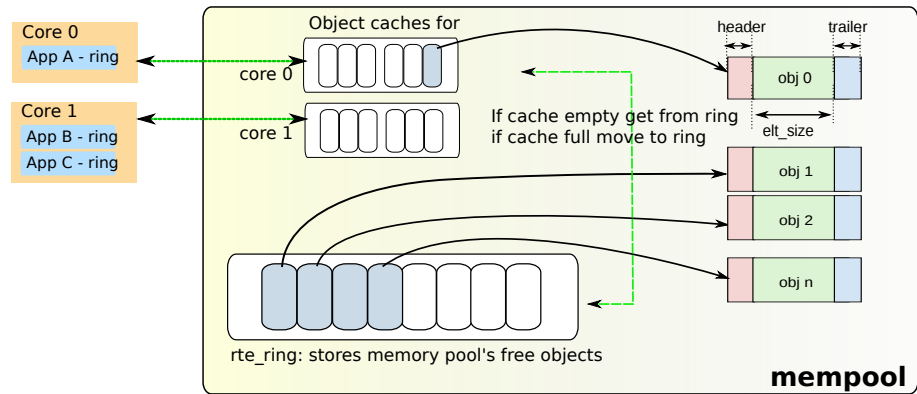 Core 0
App A - ring
Core 1
App B - ring
App C - ring
Object caches for
core 0
core 1
If cache empty get from ring
if cache full move to ring
header
trailer
obj 0
elt_size
obj 1
obj 2
obj n
rte_ring: stores memory pool's free objects
mempool